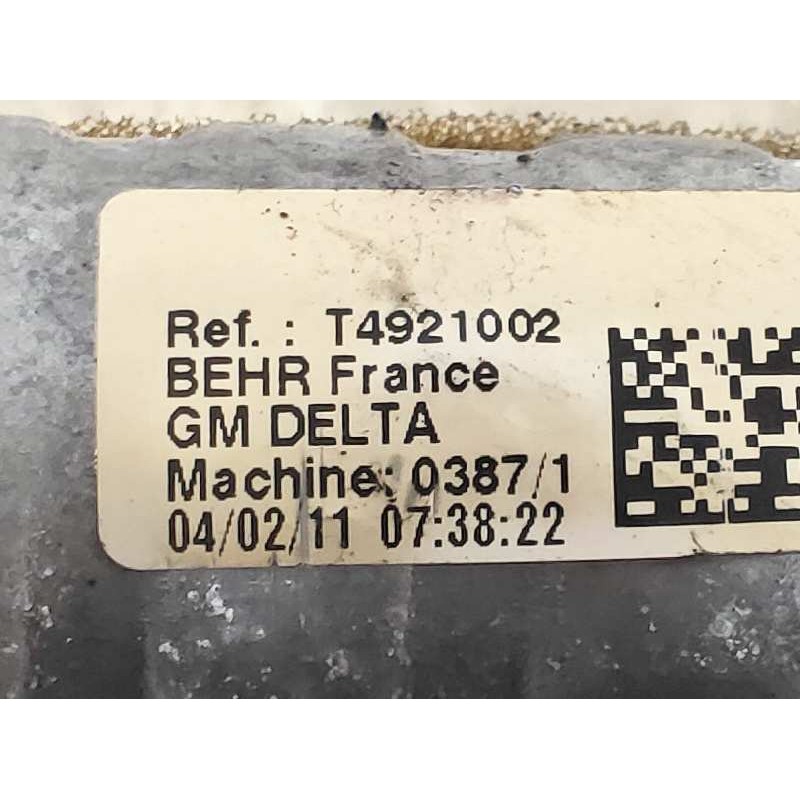 Ref. : T4921002
BEHR France
GM DELTA
Machine: 0387/1
04/02/11 07:38:22